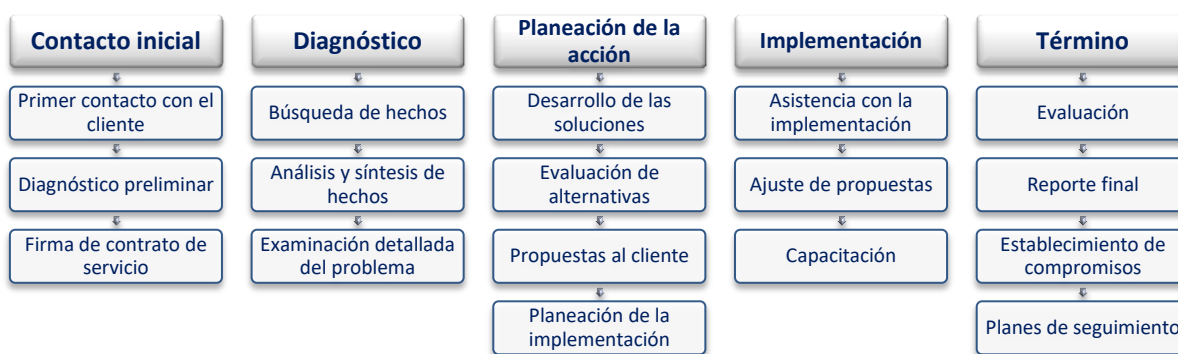 Contacto inicial
Primer contacto con el
cliente
Diagnóstico preliminar
Firma de contrato de
servicio
Diagnóstico
Búsqueda de hechos
Análisis y síntesis de
hechos
Examinación detallada
del problema
Planeación de la
acción
Desarrollo de las
soluciones
Evaluación de
alternativas
Propuestas al cliente
Planeación de la
implementación
Implementación
Asistencia con la
implementación
Ajuste de propuestas
Capacitación
Término
Evaluación
Reporte final
Establecimiento de
compromisos
Planes de seguimiento